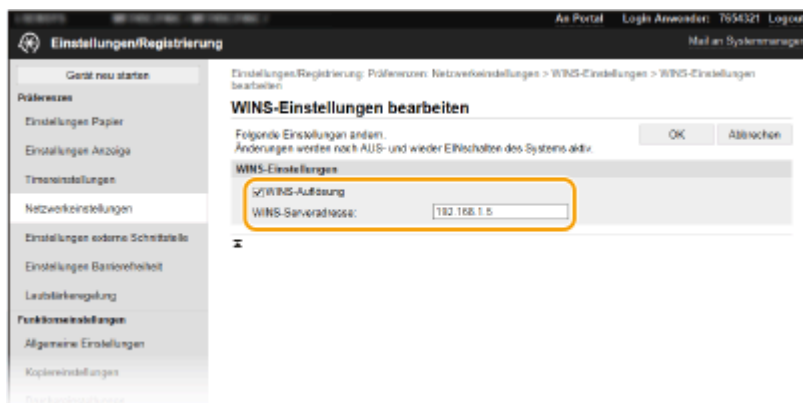 An Portal Login Anwender: 7654321 Logout
Einstellungen/Registrierung
Mail an Systemmanager
Gerät neu starten
Präferenzen
Einstellungen Papier
Einstellungen Anzeige
Timereinstellungen
Netzwerkeinstellungen
Einstellungen externe Schnittstelle
Einstellungen Barrierefreiheit
Lautstärkeregelung
Funktionseinstellungen
Allgemeine Einstellungen
Kopiereinstellungen
Einstellungen/Registrierung: Präferenzen: Netzwerkeinstellungen > WINS-Einstellungen > WINS-Einstellungen
bearbeiten
WINS-Einstellungen bearbeiten
Folgende Einstellungen ändern.
Änderungen werden nach AUS- und wieder EINschalten des Systems aktiv.
OK Abbrechen
WINS-Einstellungen
WINS-Auflösung
WINS-Serveradresse: 192.168.1.5